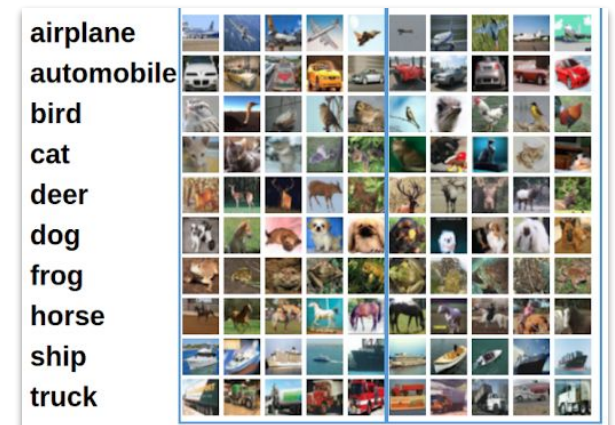 airplane
automobile
bird
cat
deer
dog
frog
horse
ship
truck